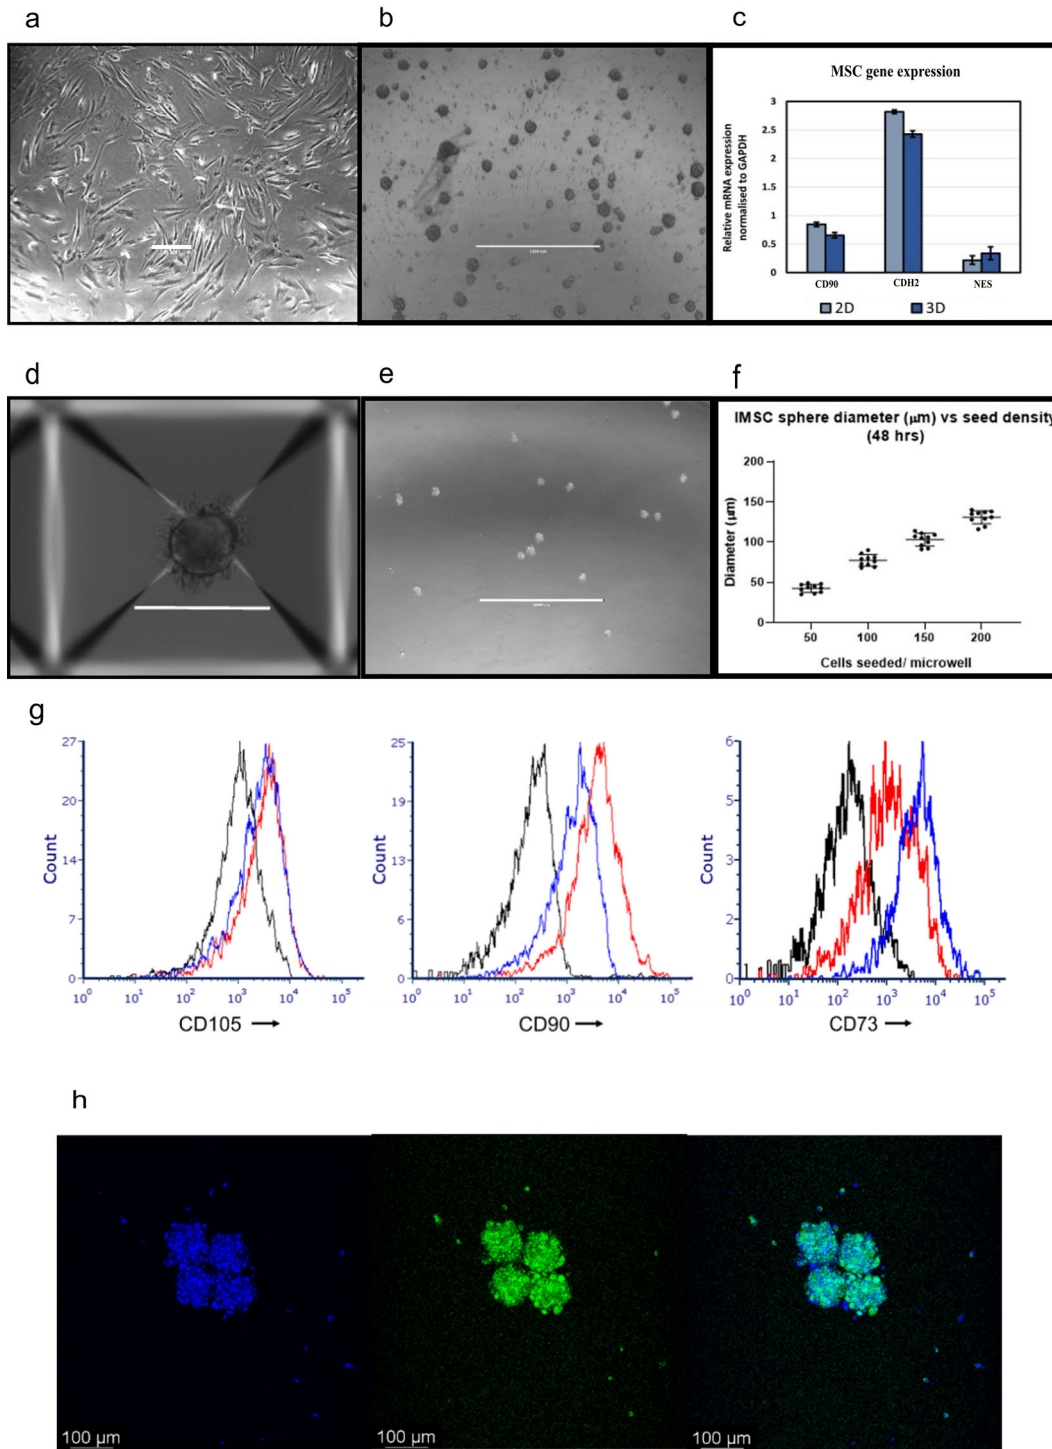 a
b
c
MSC gene expression
Relative mRNA expression
normalised to GAPDH
3
2.5
2
1.5
1
0.5
0
CD90
CDH2
NES
2D
3D
d
e
f
IMSC sphere diameter (μm) vs seed density
(48 hrs)
Diameter (μm)
200
150
100
50
0
50
100
150
200
Cells seeded/ microwell
g
Count
27
20
14
7
0
10⁰
10¹
10²
10³
10⁴
10⁵
CD105
Count
25
19
13
6
0
10⁰
10¹
10²
10³
10⁴
10⁵
CD90
Count
6
5
3
2
0
10⁰
10¹
10²
10³
10⁴
10⁵
CD73
h
100 μm
100 μm
100 μm